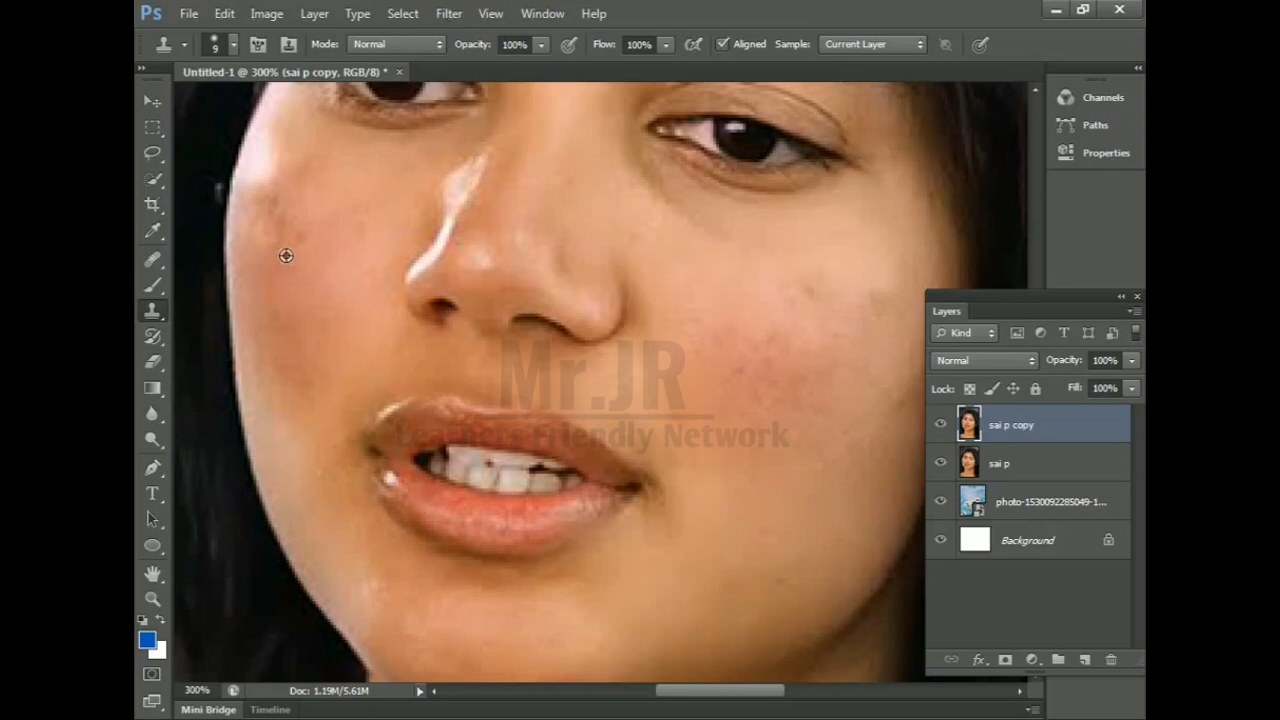 Ps File Edit Image Layer Type Select Filter View Window Help
9 Mode: Normal Opacity: 100% Flow: 100% Aligned Sample: Current Layer
Untitled-1 @ 300% (sai p copy, RGB/8) * ×
Channels
Paths
Properties
Layers
Kind
Normal Opacity: 100%
Lock: Fill: 100%
sai p copy
sai p
photo-1530092285049-1...
Background
Mr.JR
Learners Friendly Network
300% Doc: 1.19M/5.61M
Mini Bridge Timeline